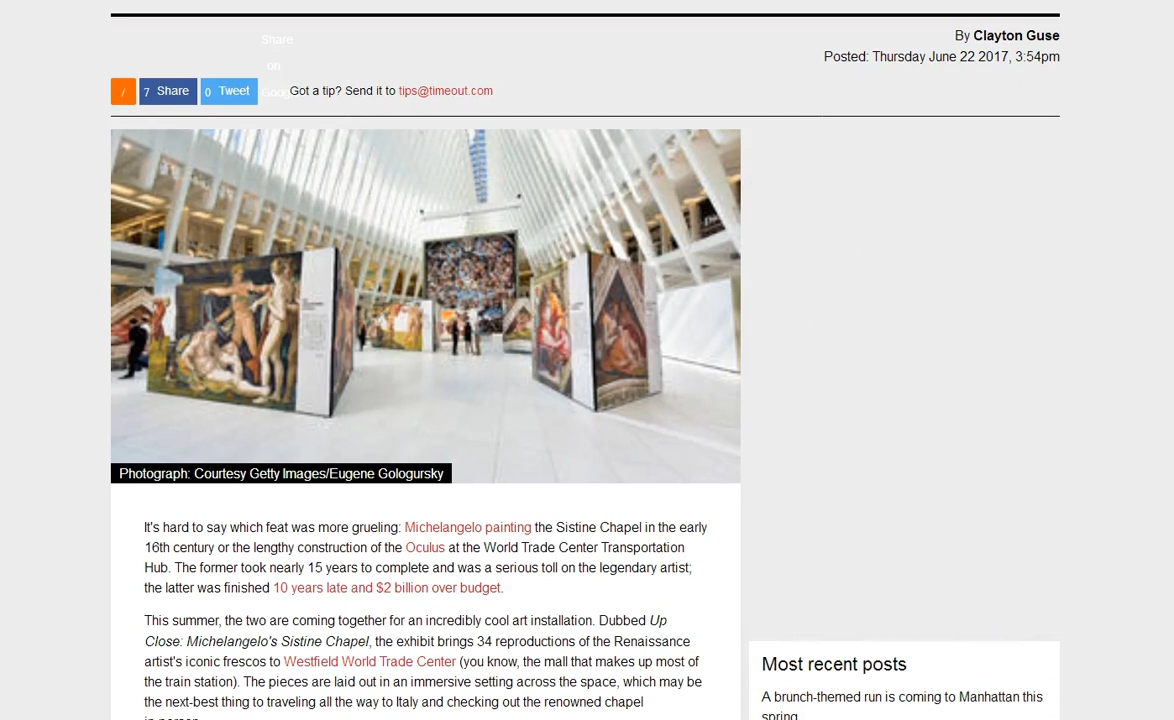 By Clayton Guse
Posted: Thursday June 22 2017, 3:54pm
Share
on
/
7 Share
0 Tweet
Got a tip? Send it to tips@timeout.com
Photograph: Courtesy Getty Images/Eugene Gologursky
It's hard to say which feat was more grueling: Michelangelo painting the Sistine Chapel in the early
16th century or the lengthy construction of the Oculus at the World Trade Center Transportation
Hub. The former took nearly 15 years to complete and was a serious toll on the legendary artist;
the latter was finished 10 years late and $2 billion over budget.
This summer, the two are coming together for an incredibly cool art installation. Dubbed Up
Close: Michelangelo's Sistine Chapel, the exhibit brings 34 reproductions of the Renaissance
artist's iconic frescos to Westfield World Trade Center (you know, the mall that makes up most of
the train station). The pieces are laid out in an immersive setting across the space, which may be
the next-best thing to traveling all the way to Italy and checking out the renowned chapel
Most recent posts
A brunch-themed run is coming to Manhattan this
spring